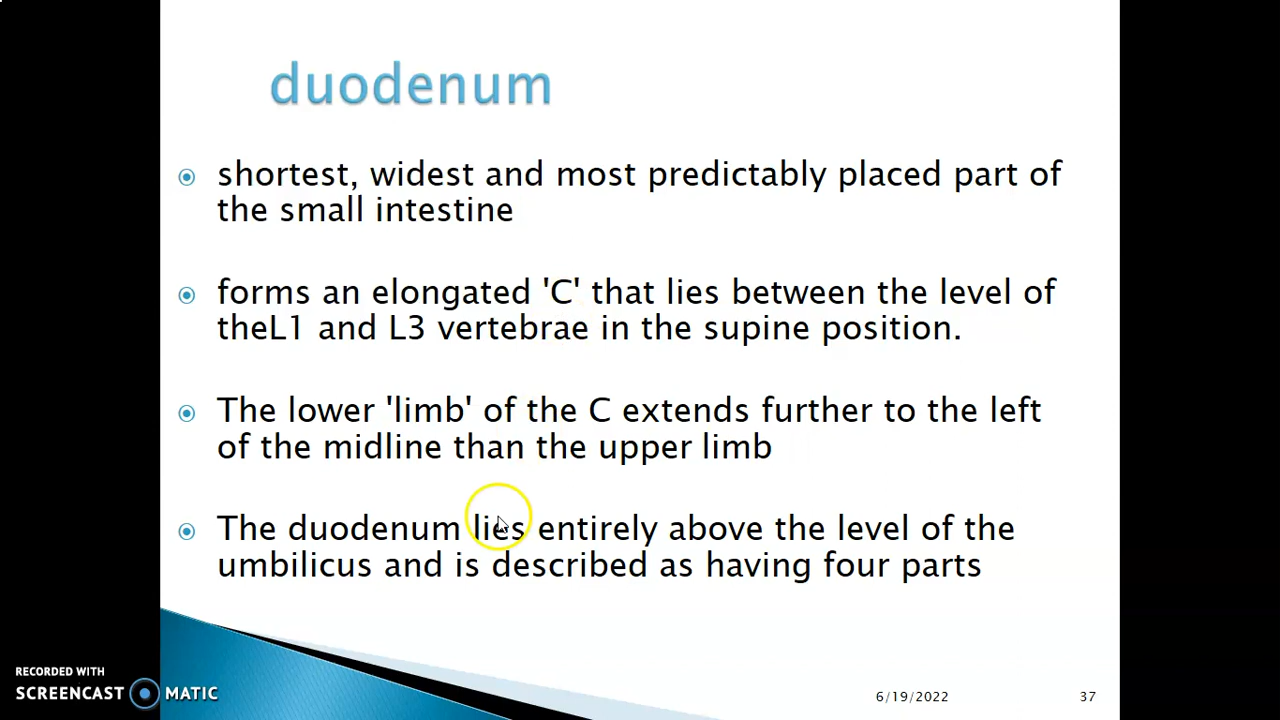 duodenum
shortest, widest and most predictably placed part of
the small intestine
forms an elongated 'C' that lies between the level of
theL1 and L3 vertebrae in the supine position.
The lower 'limb' of the C extends further to the left
of the midline than the upper limb
The duodenum lies entirely above the level of the
umbilicus and is described as having four parts
RECORDED WITH
SCREENCAST MATIC
6/19/2022 37